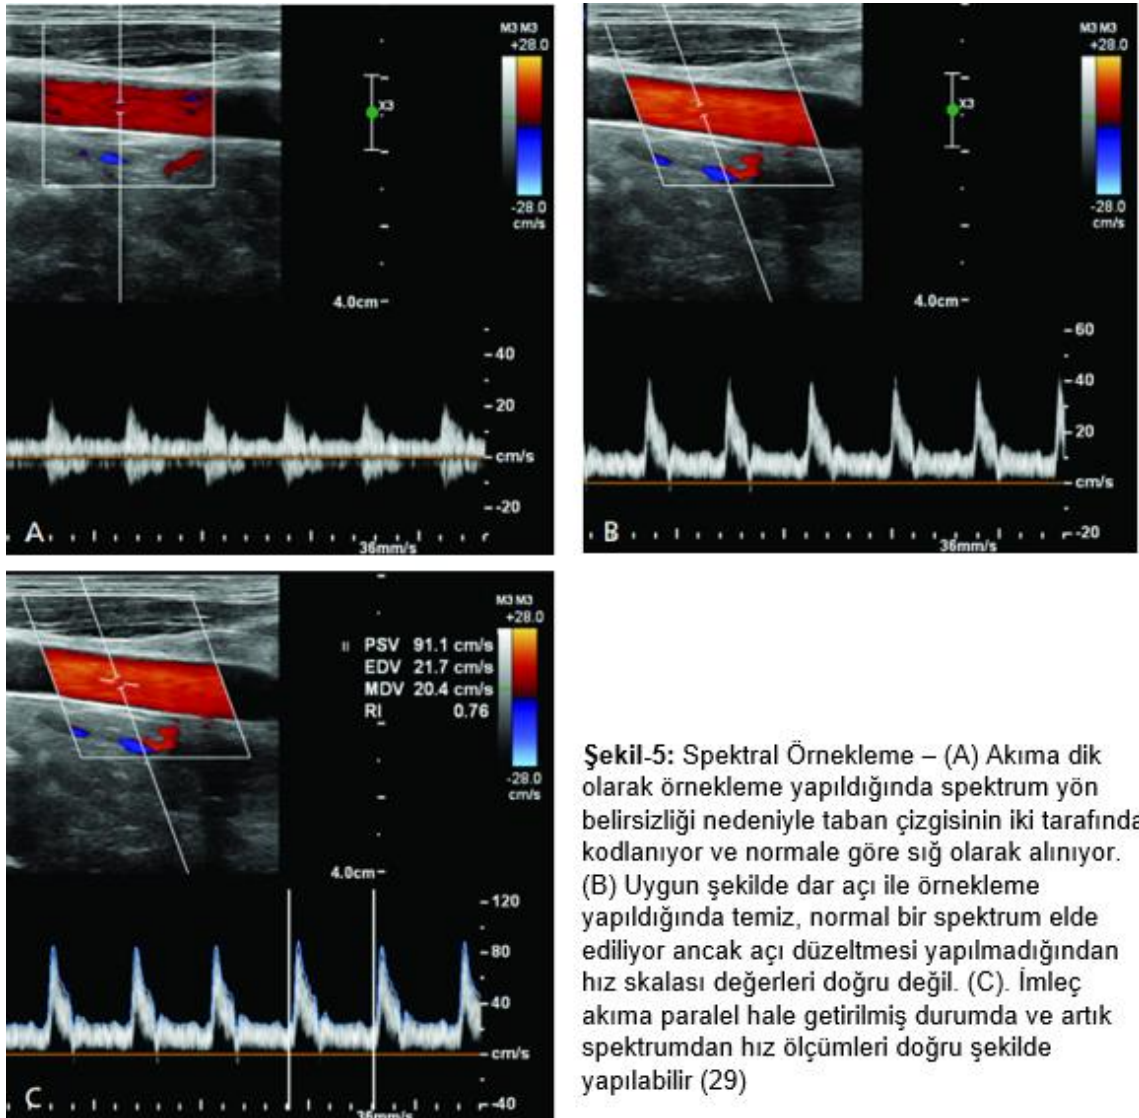 M3 M3
+28.0
X3
-28.0
cm/s
4.0cm
40
20
cm/s
-20
A
36mm/s
M3 M3
+28.0
X3
-28.0
cm/s
4.0cm
60
40
20
cm/s
-20
B
36mm/s
M3 M3
+28.0
PSV 91.1 cm/s
EDV 21.7 cm/s
MDV 20.4 cm/s
RI 0.76
-28.0
cm/s
4.0cm
120
80
40
cm/s
-40
C
36mm/s
Şekil-5: Spektral Örnekleme – (A) Akıma dik
olarak örnekleme yapıldığında spektrum yön
belirsizliği nedeniyle taban çizgisinin iki tarafında
kodlanıyor ve normale göre sığ olarak alınıyor.
(B) Uygun şekilde dar açı ile örnekleme
yapıldığında temiz, normal bir spektrum elde
ediliyor ancak açı düzeltmesi yapılmadığından
hız skalası değerleri doğru değil. (C). İmleç
akıma paralel hale getirilmiş durumda ve artık
spektrumdan hız ölçümleri doğru şekilde
yapılabilir (29)